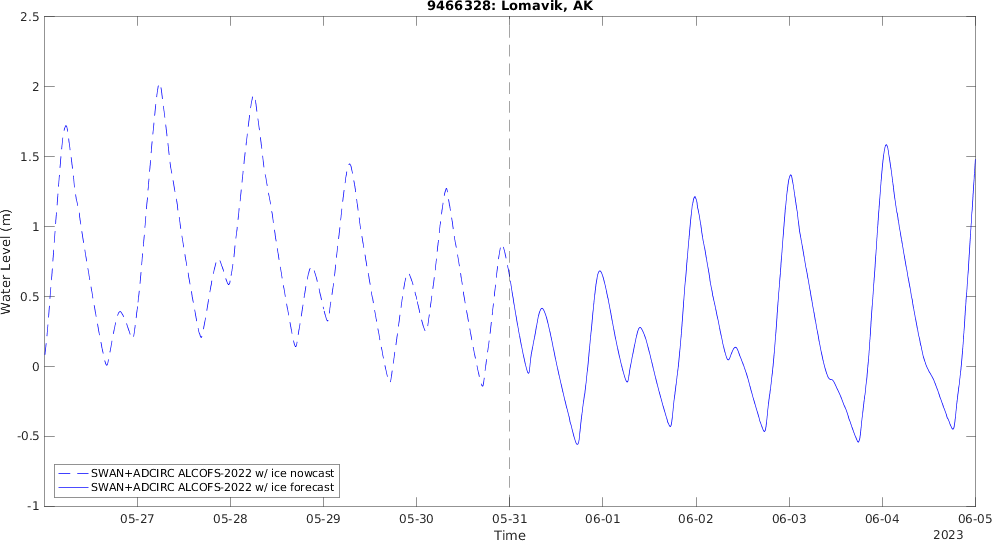 9466328: Lomavik, AK
2.5
2
1.5
1
0.5
0
-0.5
-1
Water Level (m)
SWAN+ADCIRC ALCOFS-2022 w/ ice nowcast
SWAN+ADCIRC ALCOFS-2022 w/ ice forecast
05-27 05-28 05-29 05-30 05-31 06-01 06-02 06-03 06-04 06-05
Time
2023